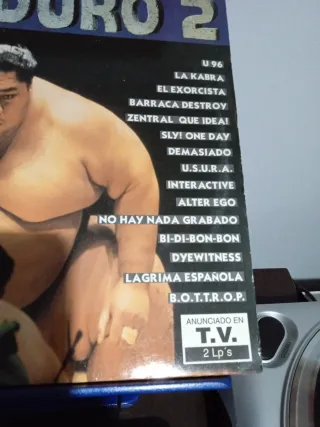 DURO 2
U 96
LA KABRA
EL EXORCISTA
BARRACA DESTROY
ZENTRAL QUE IDEA!
SLY! ONE DAY
DEMASIADO
U.S.U.R.A.
INTERACTIVE
ALTER EGO
NO HAY NADA GRABADO
BI-DI-BON-BON
DYEWITNESS
LAGRIMA ESPAÑOLA
B.O.T.T.R.O.P.
ANUNCIADO EN
T.V.
2 Lp's